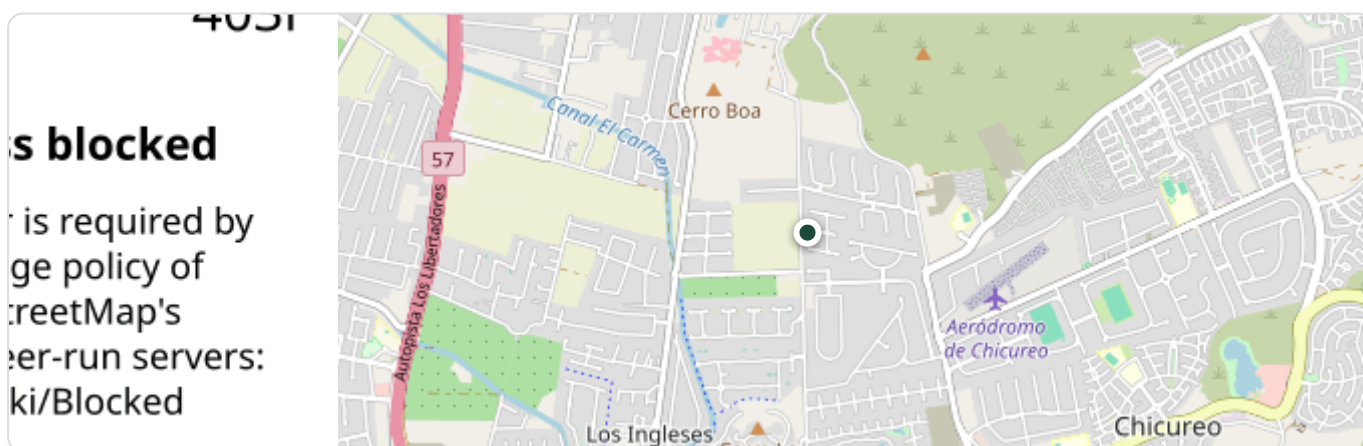 s blocked
r is required by
ge policy of
treetMap's
eer-run servers:
ki/Blocked
57
Autopista Los Libertadores
Canal El Carmen
Cerro Boa
Aeródromo
de Chicureo
Los Ingleses
Chicureo